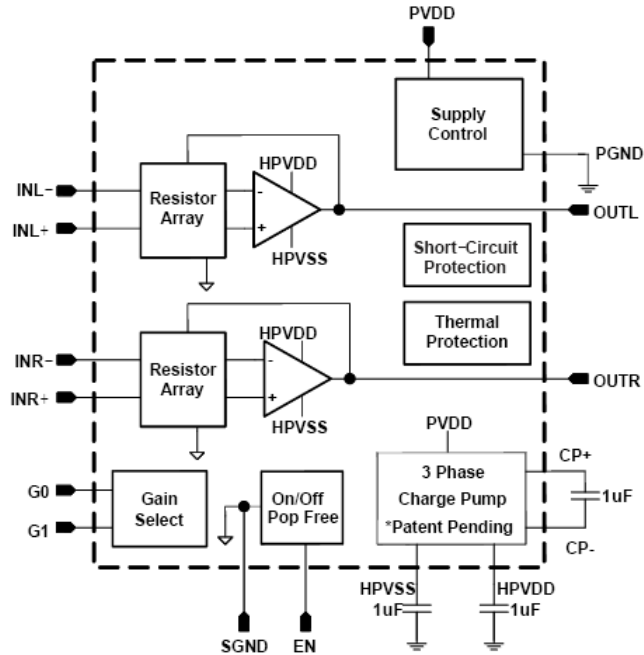 PVDD
Supply
Control
PGND
HPVDD
INL−
INL+
Resistor
Array
-
+
OUTL
HPVSS
Short−Circuit
Protection
Thermal
Protection
HPVDD
INR−
INR+
Resistor
Array
-
+
OUTR
HPVSS
PVDD
3 Phase
Charge Pump
*Patent Pending
CP+
1uF
CP-
G0
G1
Gain
Select
On/Off
Pop Free
HPVSS
1uF
HPVDD
1uF
SGND
EN